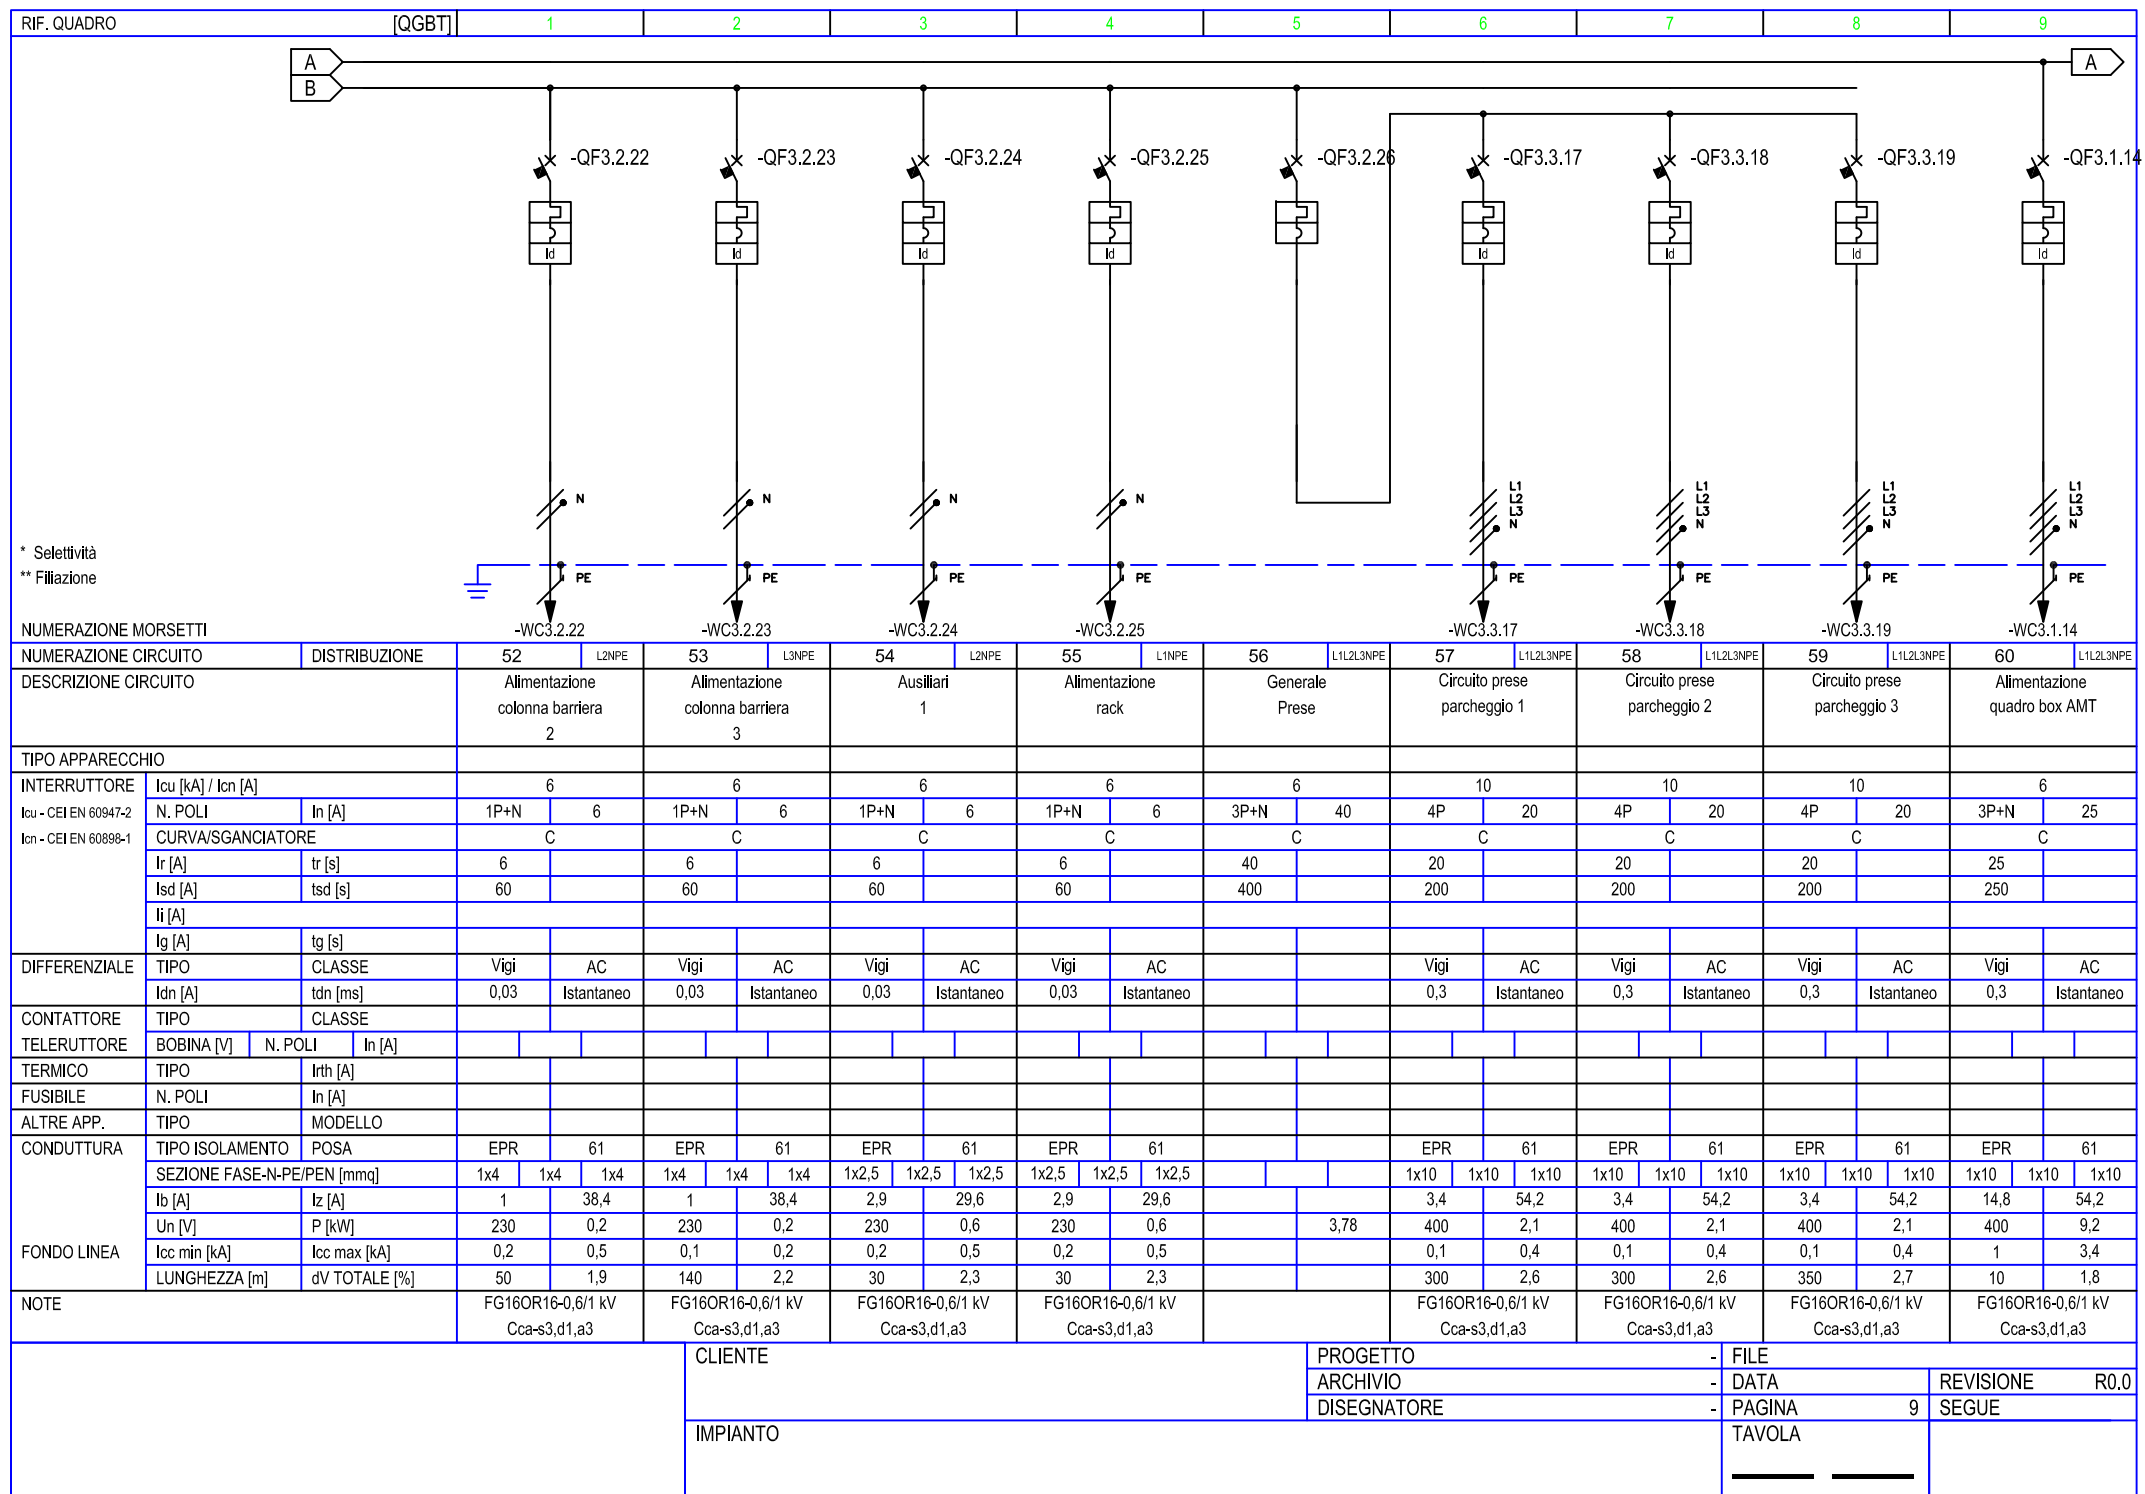 RIF. QUADRO [QGBT] 1 2 3 4 5 6 7 8 9
A A
B
-QF3.2.22 -QF3.2.23 -QF3.2.24 -QF3.2.25 -QF3.2.26 -QF3.3.17 -QF3.3.18 -QF3.3.19 -QF3.1.14
Id Id Id Id Id Id Id Id
L1 L1 L1 L1
N N N N L2 L2 L2 L2
L3 L3 L3 L3
N N N N
* Selettività
** Filiazione
PE PE PE PE PE PE PE PE
NUMERAZIONE MORSETTI -WC3.2.22 -WC3.2.23 -WC3.2.24 -WC3.2.25 -WC3.3.17 -WC3.3.18 -WC3.3.19 -WC3.1.14
NUMERAZIONE CIRCUITO DISTRIBUZIONE 52 L2NPE 53 L3NPE 54 L2NPE 55 L1NPE 56 L1L2L3NPE 57 L1L2L3NPE 58 L1L2L3NPE 59 L1L2L3NPE 60 L1L2L3NPE
DESCRIZIONE CIRCUITO Alimentazione Alimentazione Ausiliari Alimentazione Generale Circuito prese Circuito prese Circuito prese Alimentazione
colonna barriera colonna barriera 1 rack Prese parcheggio 1 parcheggio 2 parcheggio 3 quadro box AMT
2 3
TIPO APPARECCHIO
INTERRUTTORE Icu [kA] / Icn [A] 6 6 6 6 6 10 10 10 6
Icu - CEI EN 60947-2 N. POLI In [A] 1P+N 6 1P+N 6 1P+N 6 1P+N 6 3P+N 40 4P 20 4P 20 4P 20 3P+N 25
Icn - CEI EN 60898-1 CURVA/SGANCIATORE C C C C C C C C C
Ir [A] tr [s] 6 6 6 6 40 20 20 20 25
Isd [A] tsd [s] 60 60 60 60 400 200 200 200 250
Ii [A]
Ig [A] tg [s]
DIFFERENZIALE TIPO CLASSE Vigi AC Vigi AC Vigi AC Vigi AC Vigi AC Vigi AC Vigi AC Vigi AC
Idn [A] tdn [ms] 0,03 Istantaneo 0,03 Istantaneo 0,03 Istantaneo 0,03 Istantaneo 0,3 Istantaneo 0,3 Istantaneo 0,3 Istantaneo 0,3 Istantaneo
CONTATTORE TIPO CLASSE
TELERUTTORE BOBINA [V] N. POLI In [A]
TERMICO TIPO Irth [A]
FUSIBILE N. POLI In [A]
ALTRE APP. TIPO MODELLO
CONDUTTURA TIPO ISOLAMENTO POSA EPR 61 EPR 61 EPR 61 EPR 61 EPR 61 EPR 61 EPR 61 EPR 61
SEZIONE FASE-N-PE/PEN [mmq] 1x4 1x4 1x4 1x4 1x4 1x4 1x2,5 1x2,5 1x2,5 1x2,5 1x2,5 1x2,5 1x10 1x10 1x10 1x10 1x10 1x10 1x10 1x10 1x10 1x10 1x10 1x10
Ib [A] Iz [A] 1 38,4 1 38,4 2,9 29,6 2,9 29,6 3,4 54,2 3,4 54,2 3,4 54,2 14,8 54,2
Un [V] P [kW] 230 0,2 230 0,2 230 0,6 230 0,6 3,78 400 2,1 400 2,1 400 2,1 400 9,2
FONDO LINEA Icc min [kA] Icc max [kA] 0,2 0,5 0,1 0,2 0,2 0,5 0,2 0,5 0,1 0,4 0,1 0,4 0,1 0,4 1 3,4
LUNGHEZZA [m] dV TOTALE [%] 50 1,9 140 2,2 30 2,3 30 2,3 300 2,6 300 2,6 350 2,7 10 1,8
NOTE FG16OR16-0,6/1 kV FG16OR16-0,6/1 kV FG16OR16-0,6/1 kV FG16OR16-0,6/1 kV FG16OR16-0,6/1 kV FG16OR16-0,6/1 kV FG16OR16-0,6/1 kV FG16OR16-0,6/1 kV
Cca-s3,d1,a3 Cca-s3,d1,a3 Cca-s3,d1,a3 Cca-s3,d1,a3 Cca-s3,d1,a3 Cca-s3,d1,a3 Cca-s3,d1,a3 Cca-s3,d1,a3
CLIENTE PROGETTO - FILE
ARCHIVIO - DATA REVISIONE R0.0
DISEGNATORE - PAGINA 9 SEGUE
IMPIANTO TAVOLA